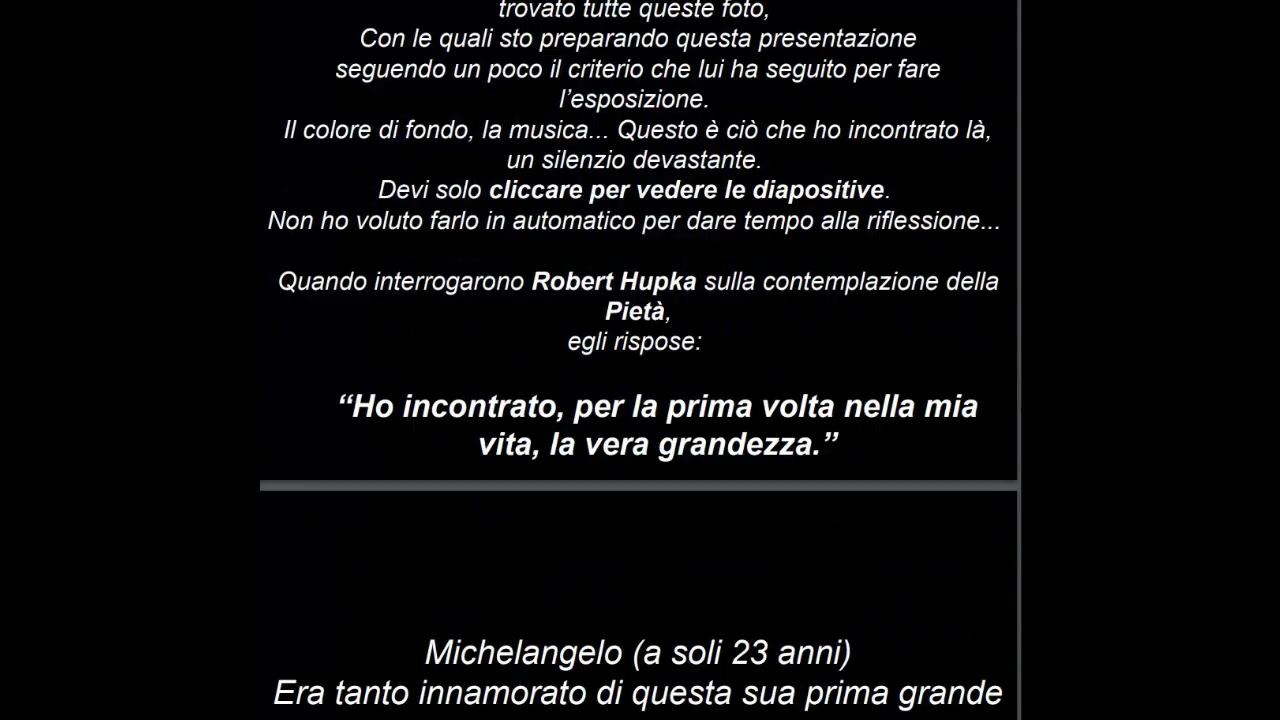 trovato tutte queste foto,
Con le quali sto preparando questa presentazione
seguendo un poco il criterio che lui ha seguito per fare
l’esposizione.
Il colore di fondo, la musica... Questo è ciò che ho incontrato là,
un silenzio devastante.
Devi solo cliccare per vedere le diapositive.
Non ho voluto farlo in automatico per dare tempo alla riflessione...
Quando interrogarono Robert Hupka sulla contemplazione della
Pietà,
egli rispose:
“Ho incontrato, per la prima volta nella mia
vita, la vera grandezza.”
Michelangelo (a soli 23 anni)
Era tanto innamorato di questa sua prima grande